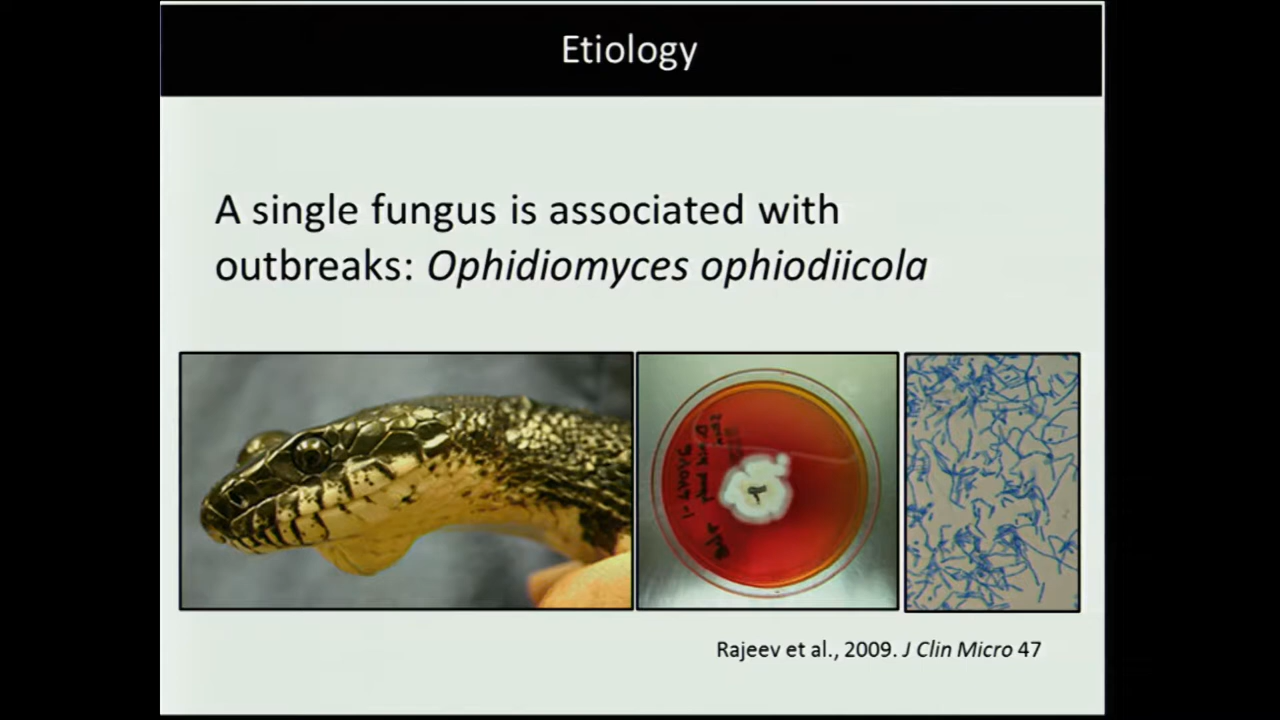 Etiology
A single fungus is associated with
outbreaks: Ophidiomyces ophiodiicola
Rajeev et al., 2009. J Clin Micro 47